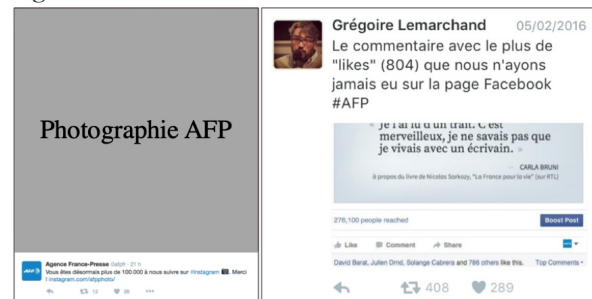 Photographie AFP
Agence France-Presse @afpfr · 21 h
Vous êtes désormais plus de 100.000 à nous suivre sur #instagram . Merci
! instagram.com/afpphoto/
12
Grégoire Lemarchand 05/02/2016
Le commentaire avec le plus de
"likes" (804) que nous n'ayons
jamais eu sur la page Facebook
#AFP
« je l'ai lu d'un trait. C'est
merveilleux, je ne savais pas que
je vivais avec un écrivain. »
CARLA BRUNI
à propos du livre de Nicolas Sarkozy, "La France pour la vie" (sur RTL)
276,100 people reached
Boost Post
Like Comment Share
David Barat, Julien Dmd, Solange Cabrera and 786 others like this. Top Comments
408 289